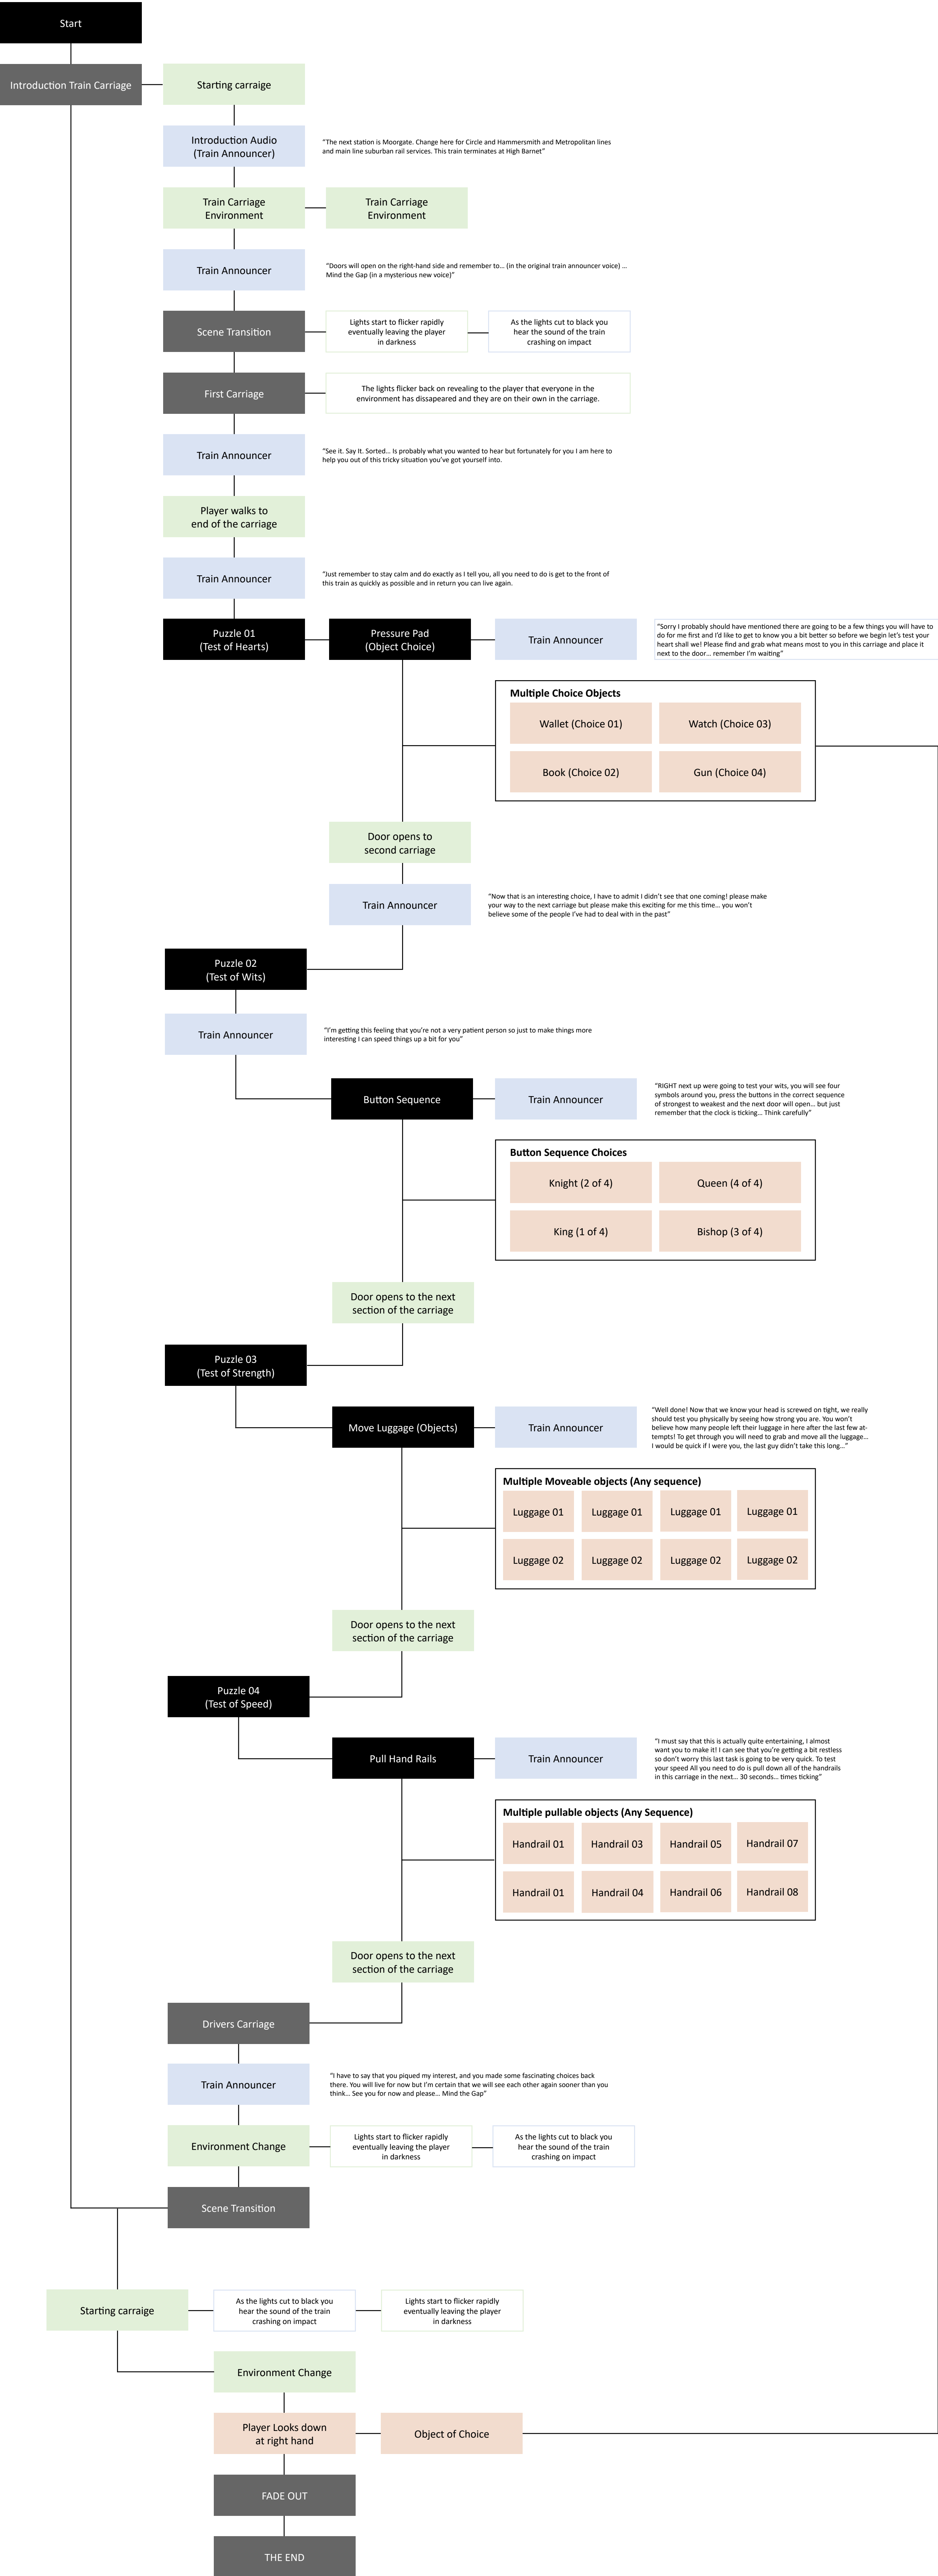 Start
Introduction Train Carriage
Starting carraige
Introduction Audio
(Train Announcer)
“The next station is Moorgate. Change here for Circle and Hammersmith and Metropolitan lines
and main line suburban rail services. This train terminates at High Barnet”
Train Carriage
Environment
Train Carriage
Environment
Train Announcer
“Doors will open on the right-hand side and remember to... (in the original train announcer voice) ...
Mind the Gap (in a mysterious new voice)”
Scene Transition
Lights start to flicker rapidly
eventually leaving the player
in darkness
As the lights cut to black you
hear the sound of the train
crashing on impact
First Carriage
The lights flicker back on revealing to the player that everyone in the
environment has dissapeared and they are on their own in the carriage.
Train Announcer
“See it. Say It. Sorted... Is probably what you wanted to hear but fortunately for you I am here to
help you out of this tricky situation you’ve got yourself into.
Player walks to
end of the carriage
Train Announcer
“Just remember to stay calm and do exactly as I tell you, all you need to do is get to the front of
this train as quickly as possible and in return you can live again.
Puzzle 01
(Test of Hearts)
Pressure Pad
(Object Choice)
Train Announcer
“Sorry I probably should have mentioned there are going to be a few things you will have to
do for me first and I’d like to get to know you a bit better so before we begin let’s test your
heart shall we! Please find and grab what means most to you in this carriage and place it
next to the door... remember I’m waiting”
Multiple Choice Objects
Wallet (Choice 01)
Watch (Choice 03)
Book (Choice 02)
Gun (Choice 04)
Door opens to
second carriage
Train Announcer
“Now that is an interesting choice, I have to admit I didn’t see that one coming! please make
your way to the next carriage but please make this exciting for me this time... you won’t
believe some of the people I’ve had to deal with in the past”
Puzzle 02
(Test of Wits)
Train Announcer
“I’m getting this feeling that you’re not a very patient person so just to make things more
interesting I can speed things up a bit for you”
Button Sequence
Train Announcer
“RIGHT next up were going to test your wits, you will see four
symbols around you, press the buttons in the correct sequence
of strongest to weakest and the next door will open... but just
remember that the clock is ticking... Think carefully”
Button Sequence Choices
Knight (2 of 4)
Queen (4 of 4)
King (1 of 4)
Bishop (3 of 4)
Door opens to the next
section of the carriage
Puzzle 03
(Test of Strength)
Move Luggage (Objects)
Train Announcer
“Well done! Now that we know your head is screwed on tight, we really
should test you physically by seeing how strong you are. You won’t
believe how many people left their luggage in here after the last few at-
tempts! To get through you will need to grab and move all the luggage...
I would be quick if I were you, the last guy didn’t take this long...”
Multiple Moveable objects (Any sequence)
Luggage 01
Luggage 01
Luggage 01
Luggage 01
Luggage 02
Luggage 02
Luggage 02
Luggage 02
Door opens to the next
section of the carriage
Puzzle 04
(Test of Speed)
Pull Hand Rails
Train Announcer
“I must say that this is actually quite entertaining, I almost
want you to make it! I can see that you’re getting a bit restless
so don’t worry this last task is going to be very quick. To test
your speed All you need to do is pull down all of the handrails
in this carriage in the next... 30 seconds... times ticking”
Multiple pullable objects (Any Sequence)
Handrail 01
Handrail 03
Handrail 05
Handrail 07
Handrail 01
Handrail 04
Handrail 06
Handrail 08
Door opens to the next
section of the carriage
Drivers Carriage
Train Announcer
“I have to say that you piqued my interest, and you made some fascinating choices back
there. You will live for now but I’m certain that we will see each other again sooner than you
think... See you for now and please... Mind the Gap”
Environment Change
Lights start to flicker rapidly
eventually leaving the player
in darkness
As the lights cut to black you
hear the sound of the train
crashing on impact
Scene Transition
Starting carraige
As the lights cut to black you
hear the sound of the train
crashing on impact
Lights start to flicker rapidly
eventually leaving the player
in darkness
Environment Change
Player Looks down
at right hand
Object of Choice
FADE OUT
THE END